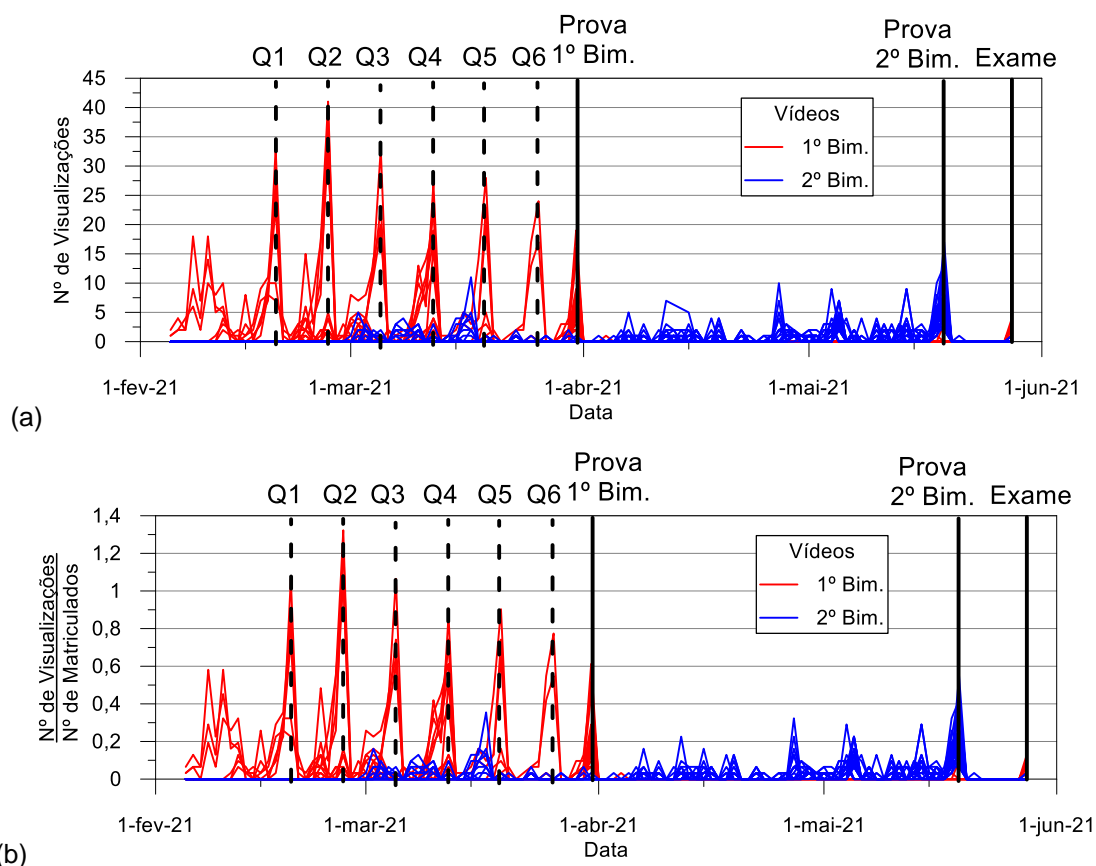 Prova
1º Bim.
Prova
2º Bim.
Exame
Q1 Q2 Q3 Q4 Q5 Q6
45
40
35
30
25
20
15
10
5
0
Nº de Visualizações
Vídeos
1º Bim.
2º Bim.
1-fev-21 1-mar-21 1-abr-21 1-mai-21 1-jun-21
Data
(a)
Prova
1º Bim.
Prova
2º Bim.
Exame
Q1 Q2 Q3 Q4 Q5 Q6
1,4
1,2
1
0,8
0,6
0,4
0,2
0
Nº de Visualizações
Nº de Matriculados
Vídeos
1º Bim.
2º Bim.
1-fev-21 1-mar-21 1-abr-21 1-mai-21 1-jun-21
Data
(b)